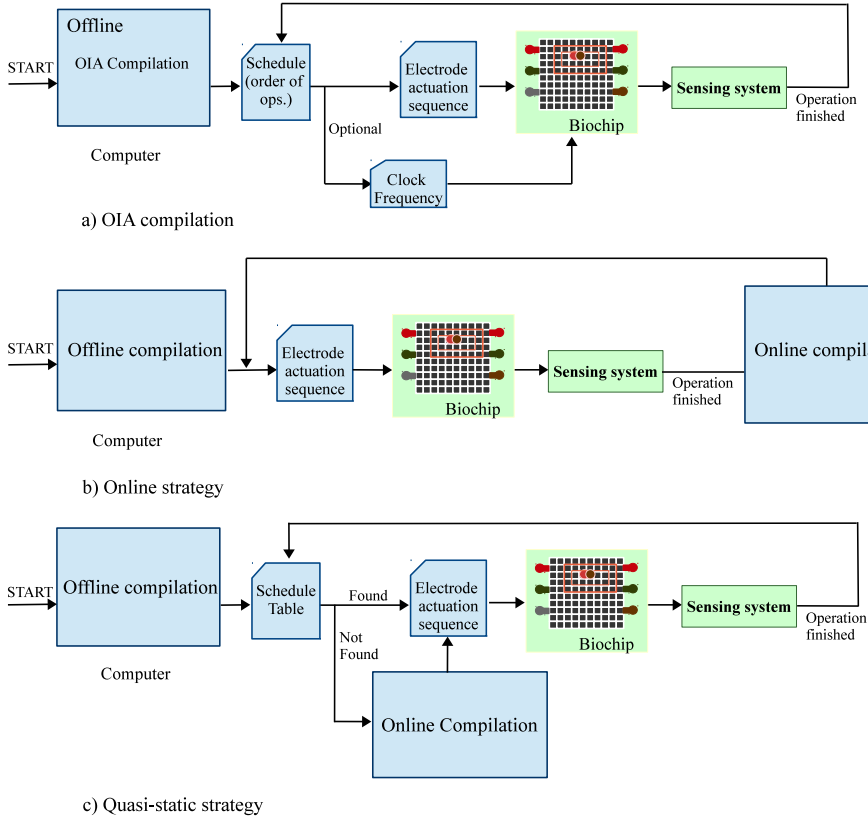 Offline
START
OIA Compilation
Computer
Schedule
(order of
ops.)
Optional
Electrode
actuation
sequence
Clock
Frequency
Biochip
Sensing system
Operation
finished
a) OIA compilation
START
Offline compilation
Computer
Electrode
actuation
sequence
Biochip
Sensing system
Operation
finished
Online compil
b) Online strategy
START
Offline compilation
Computer
Schedule
Table
Found
Not
Found
Electrode
actuation
sequence
Online Compilation
Biochip
Sensing system
Operation
finished
c) Quasi-static strategy